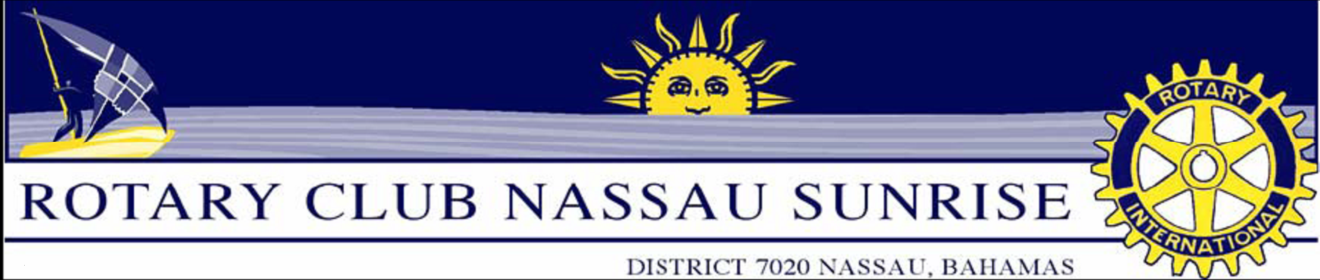 ROTARY
INTERNATIONAL
ROTARY CLUB NASSAU SUNRISE
DISTRICT 7020 NASSAU, BAHAMAS